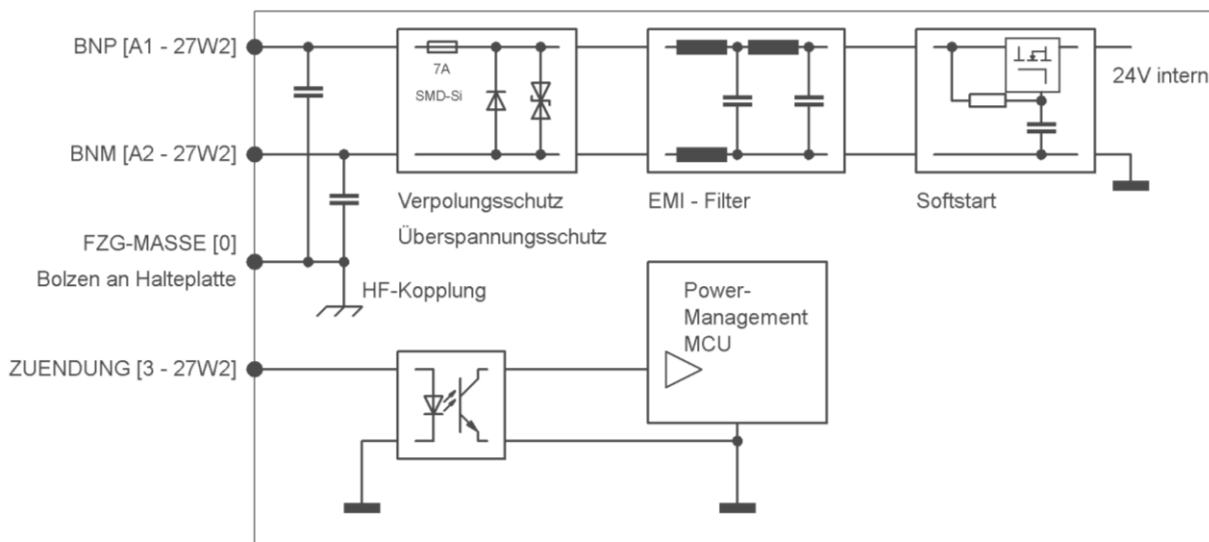 BNP [A1 - 27W2]
7A
SMD-Si
24V intern
BNM [A2 - 27W2]
Verpolungsschutz
Überspannungsschutz
EMI - Filter
Softstart
FZG-MASSE [0]
Bolzen an Halteplatte
HF-Kopplung
Power-
Management
MCU
ZUENDUNG [3 - 27W2]